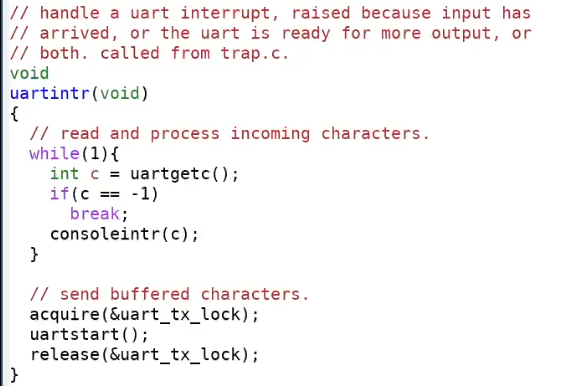 // handle a uart interrupt, raised because input has
// arrived, or the uart is ready for more output, or
// both. called from trap.c.
void
uartintr(void)
{
  // read and process incoming characters.
  while(1){
    int c = uartgetc();
    if(c == -1)
      break;
    consoleintr(c);
  }

  // send buffered characters.
  acquire(&uart_tx_lock);
  uartstart();
  release(&uart_tx_lock);
}